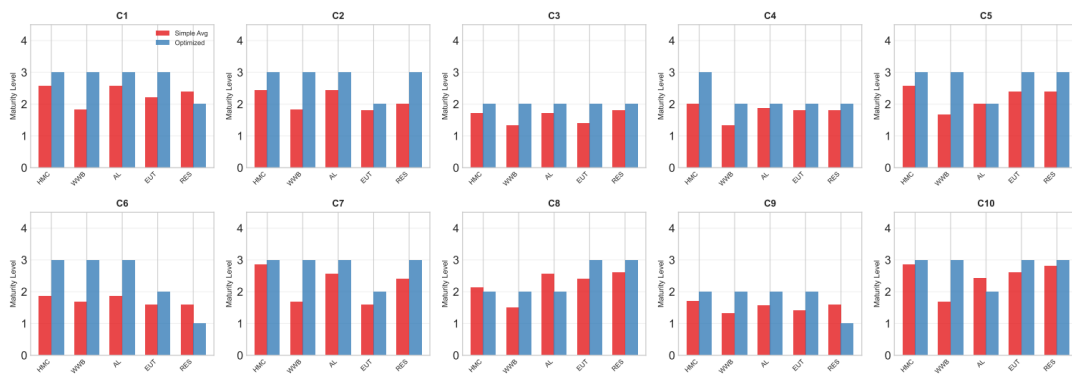 C1
Simple Avg
Optimized
Maturity Level
4
3
2
1
0
HMC
WWB
AL
EUT
RES
C2
Maturity Level
4
3
2
1
0
HMC
WWB
AL
EUT
RES
C3
Maturity Level
4
3
2
1
0
HMC
WWB
AL
EUT
RES
C4
Maturity Level
4
3
2
1
0
HMC
WWB
AL
EUT
RES
C5
Maturity Level
4
3
2
1
0
HMC
WWB
AL
EUT
RES
C6
Maturity Level
4
3
2
1
0
HMC
WWB
AL
EUT
RES
C7
Maturity Level
4
3
2
1
0
HMC
WWB
AL
EUT
RES
C8
Maturity Level
4
3
2
1
0
HMC
WWB
AL
EUT
RES
C9
Maturity Level
4
3
2
1
0
HMC
WWB
AL
EUT
RES
C10
Maturity Level
4
3
2
1
0
HMC
WWB
AL
EUT
RES